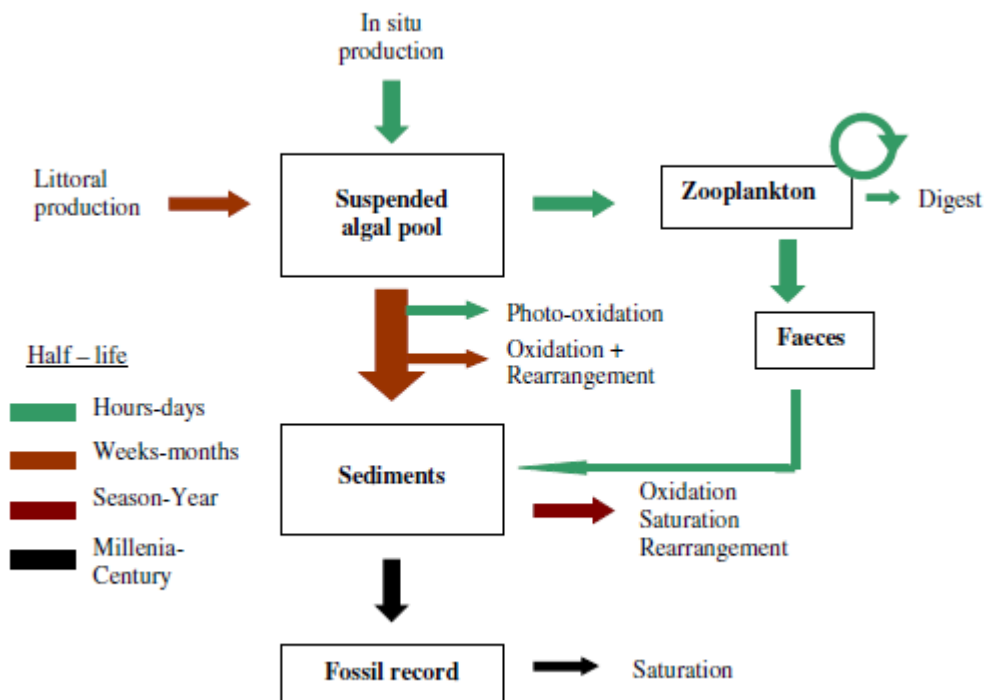 In situ
production
Littoral
production
Suspended
algal pool
Zooplankton
Digest
Photo-oxidation
Oxidation +
Rearrangement
Faeces
Half – life
Hours-days
Weeks-months
Season-Year
Millenia-
Century
Sediments
Oxidation
Saturation
Rearrangement
Fossil record
Saturation